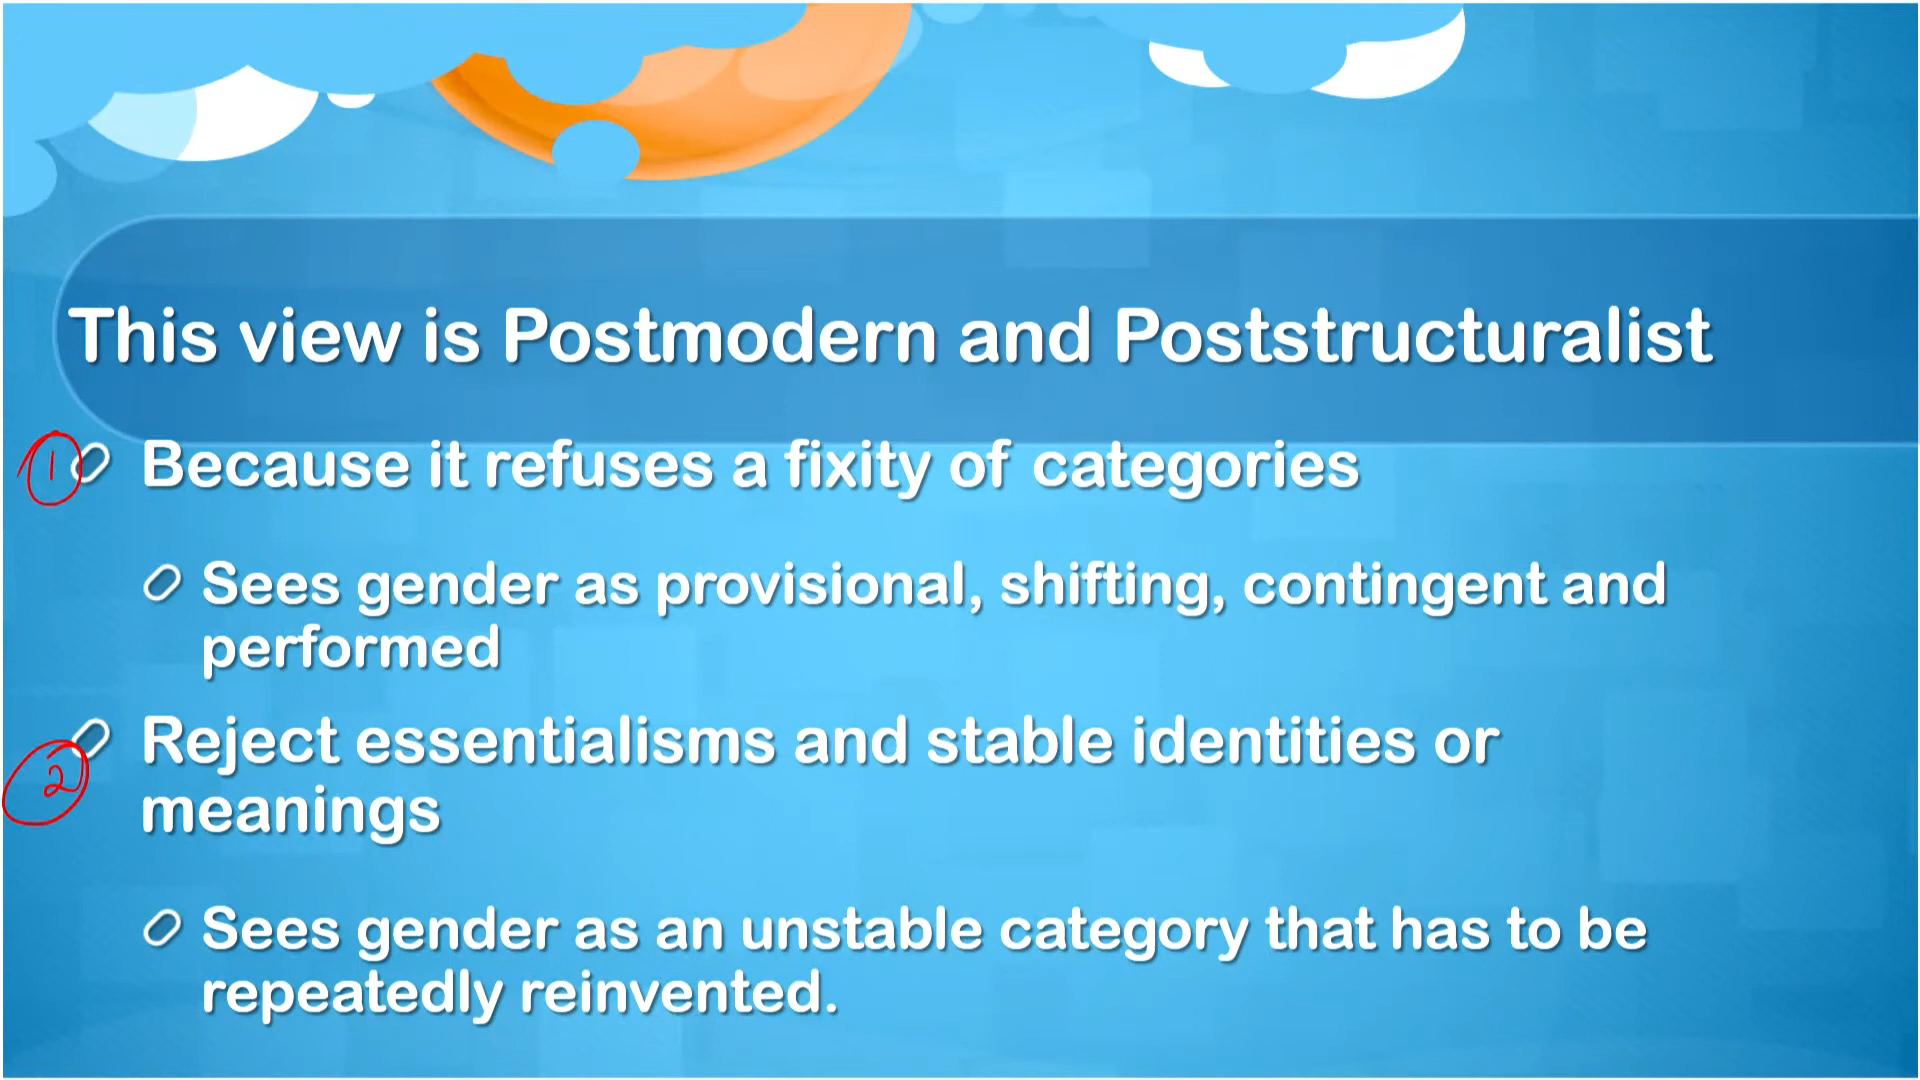 This view is Postmodern and Poststructuralist
1 Because it refuses a fixity of categories
Sees gender as provisional, shifting, contingent and
performed
2 Reject essentialisms and stable identities or
meanings
Sees gender as an unstable category that has to be
repeatedly reinvented.